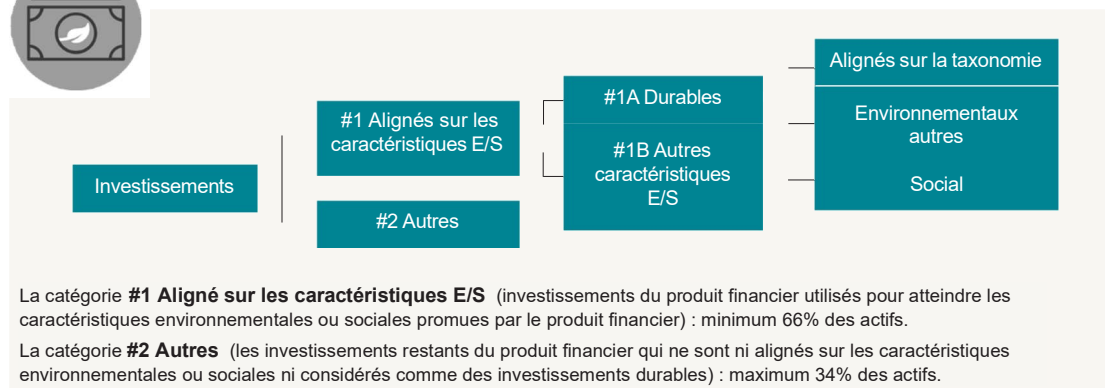 Investissements
#1 Alignés sur les
caractéristiques E/S
#2 Autres
#1A Durables
#1B Autres
caractéristiques
E/S
Alignés sur la taxonomie
Environnementaux
autres
Social
La catégorie #1 Aligné sur les caractéristiques E/S (investissements du produit financier utilisés pour atteindre les
caractéristiques environnementales ou sociales promues par le produit financier) : minimum 66% des actifs.
La catégorie #2 Autres (les investissements restants du produit financier qui ne sont ni alignés sur les caractéristiques
environnementales ou sociales ni considérés comme des investissements durables) : maximum 34% des actifs.